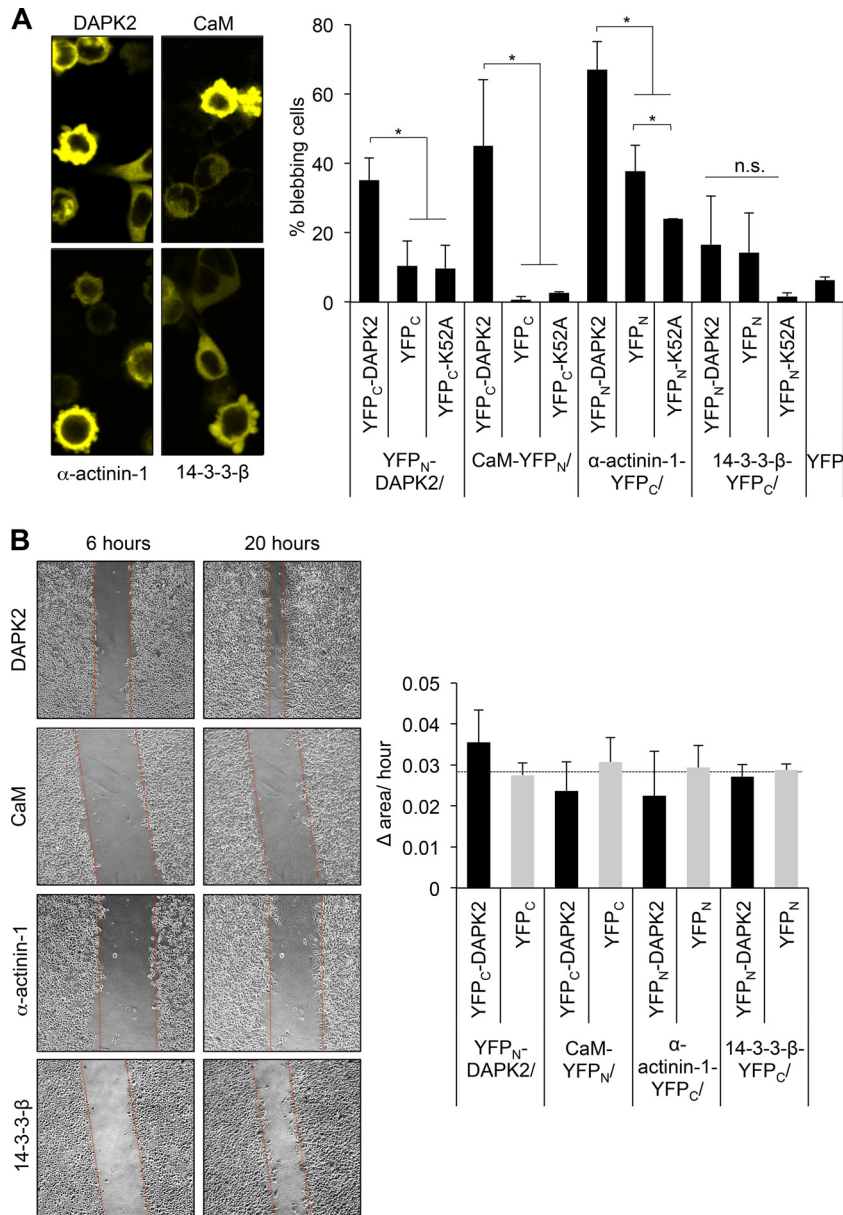 A
DAPK2 CaM
α-actinin-1 14-3-3-β
% blebbing cells
80
60
40
20
0
*
*
*
*
n.s.
YFPC-DAPK2
YFPC
YFPC-K52A
YFPC-DAPK2
YFPC
YFPC-K52A
YFPN-DAPK2
YFPN
YFPN-K52A
YFPN-DAPK2
YFPN
YFPN-K52A
YFPN-
DAPK2/
CaM-YFPN/
α-actinin-1-
YFPC/
14-3-3-β-
YFPC/
YFP
B
6 hours 20 hours
DAPK2
CaM
α-actinin-1
14-3-3-β
Δ area/ hour
0.05
0.04
0.03
0.02
0.01
0
YFPC-DAPK2
YFPC
YFPC-DAPK2
YFPC
YFPN-DAPK2
YFPN
YFPN-DAPK2
YFPN
YFPN-
DAPK2/
CaM-
YFPN/
α-
actinin-1-
YFPC/
14-3-3-β-
YFPC/